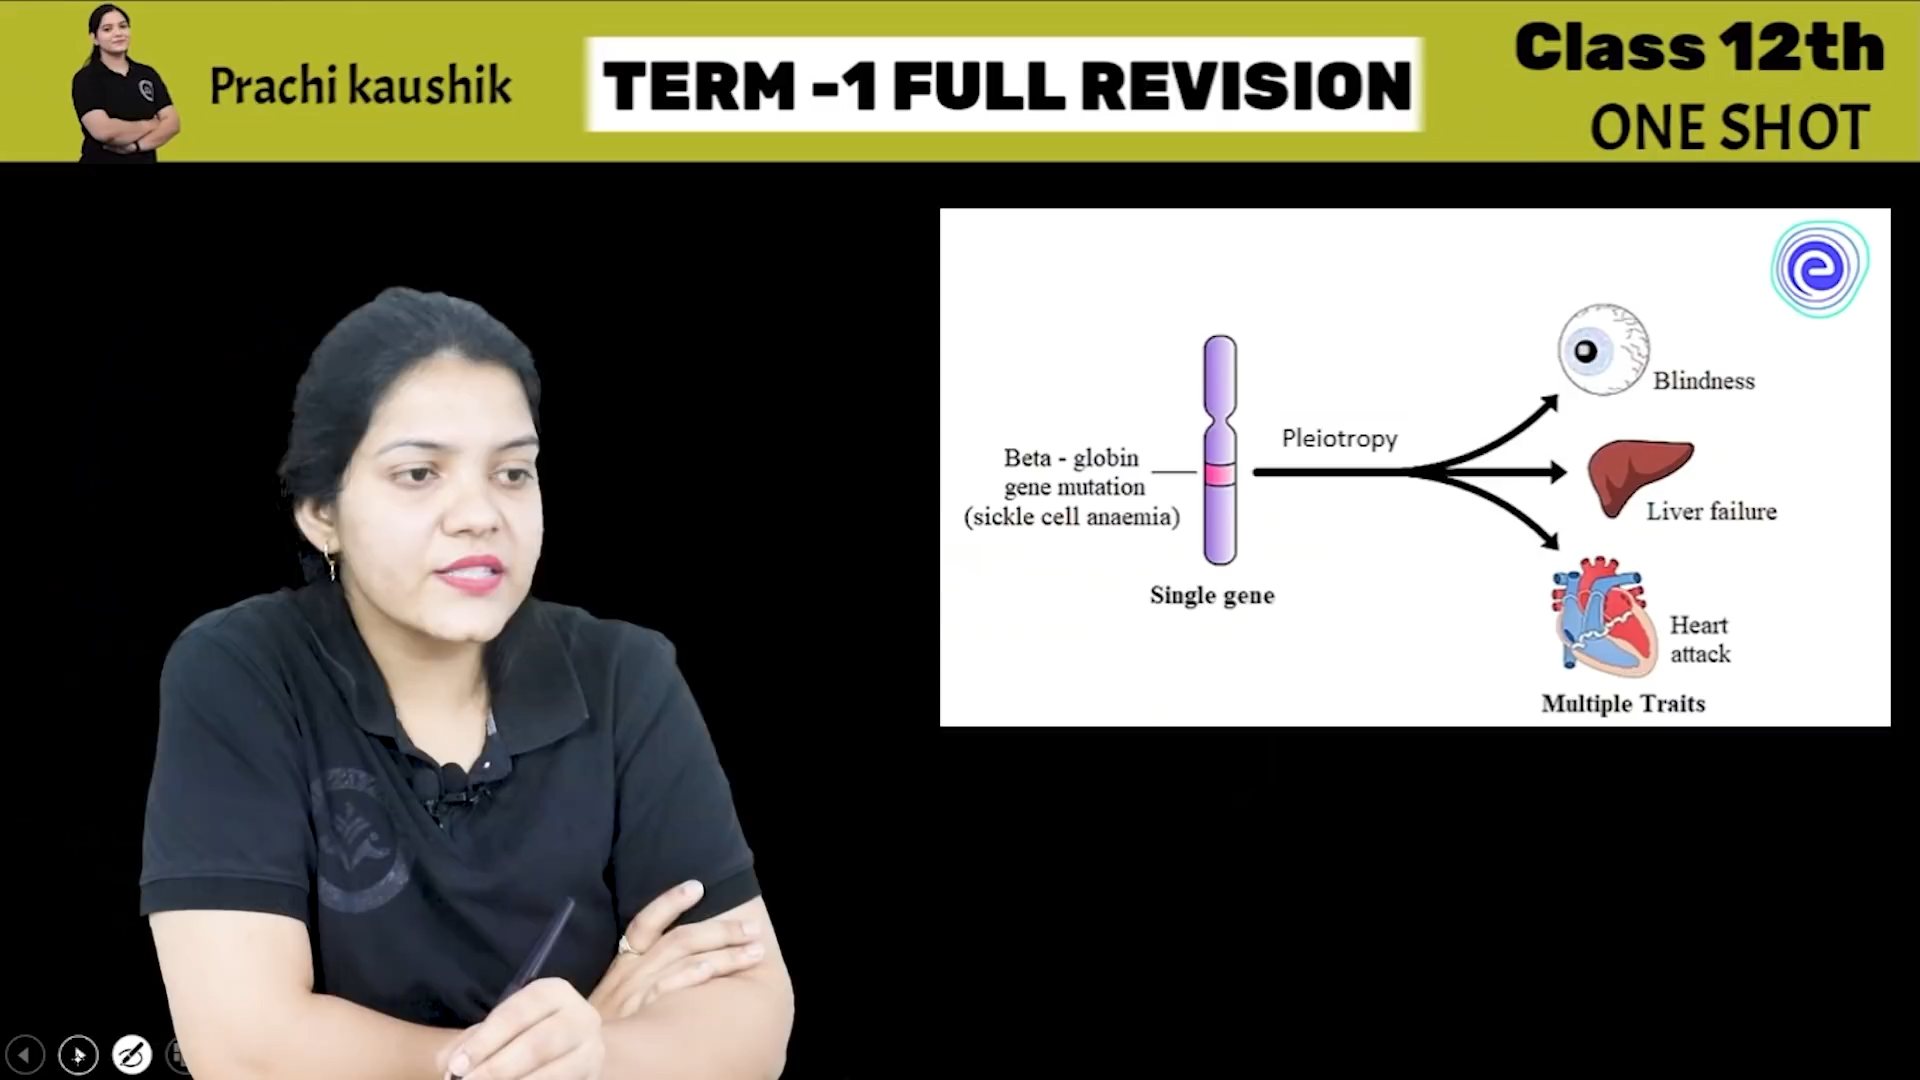 Prachi kaushik
TERM -1 FULL REVISION
Class 12th
ONE SHOT
Beta - globin
gene mutation
(sickle cell anaemia)
Single gene
Pleiotropy
Blindness
Liver failure
Heart
attack
Multiple Traits